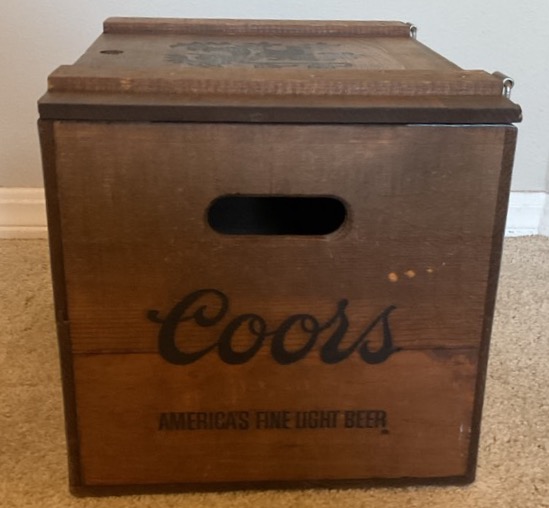 Coors
AMERICA'S FINE LIGHT BEER